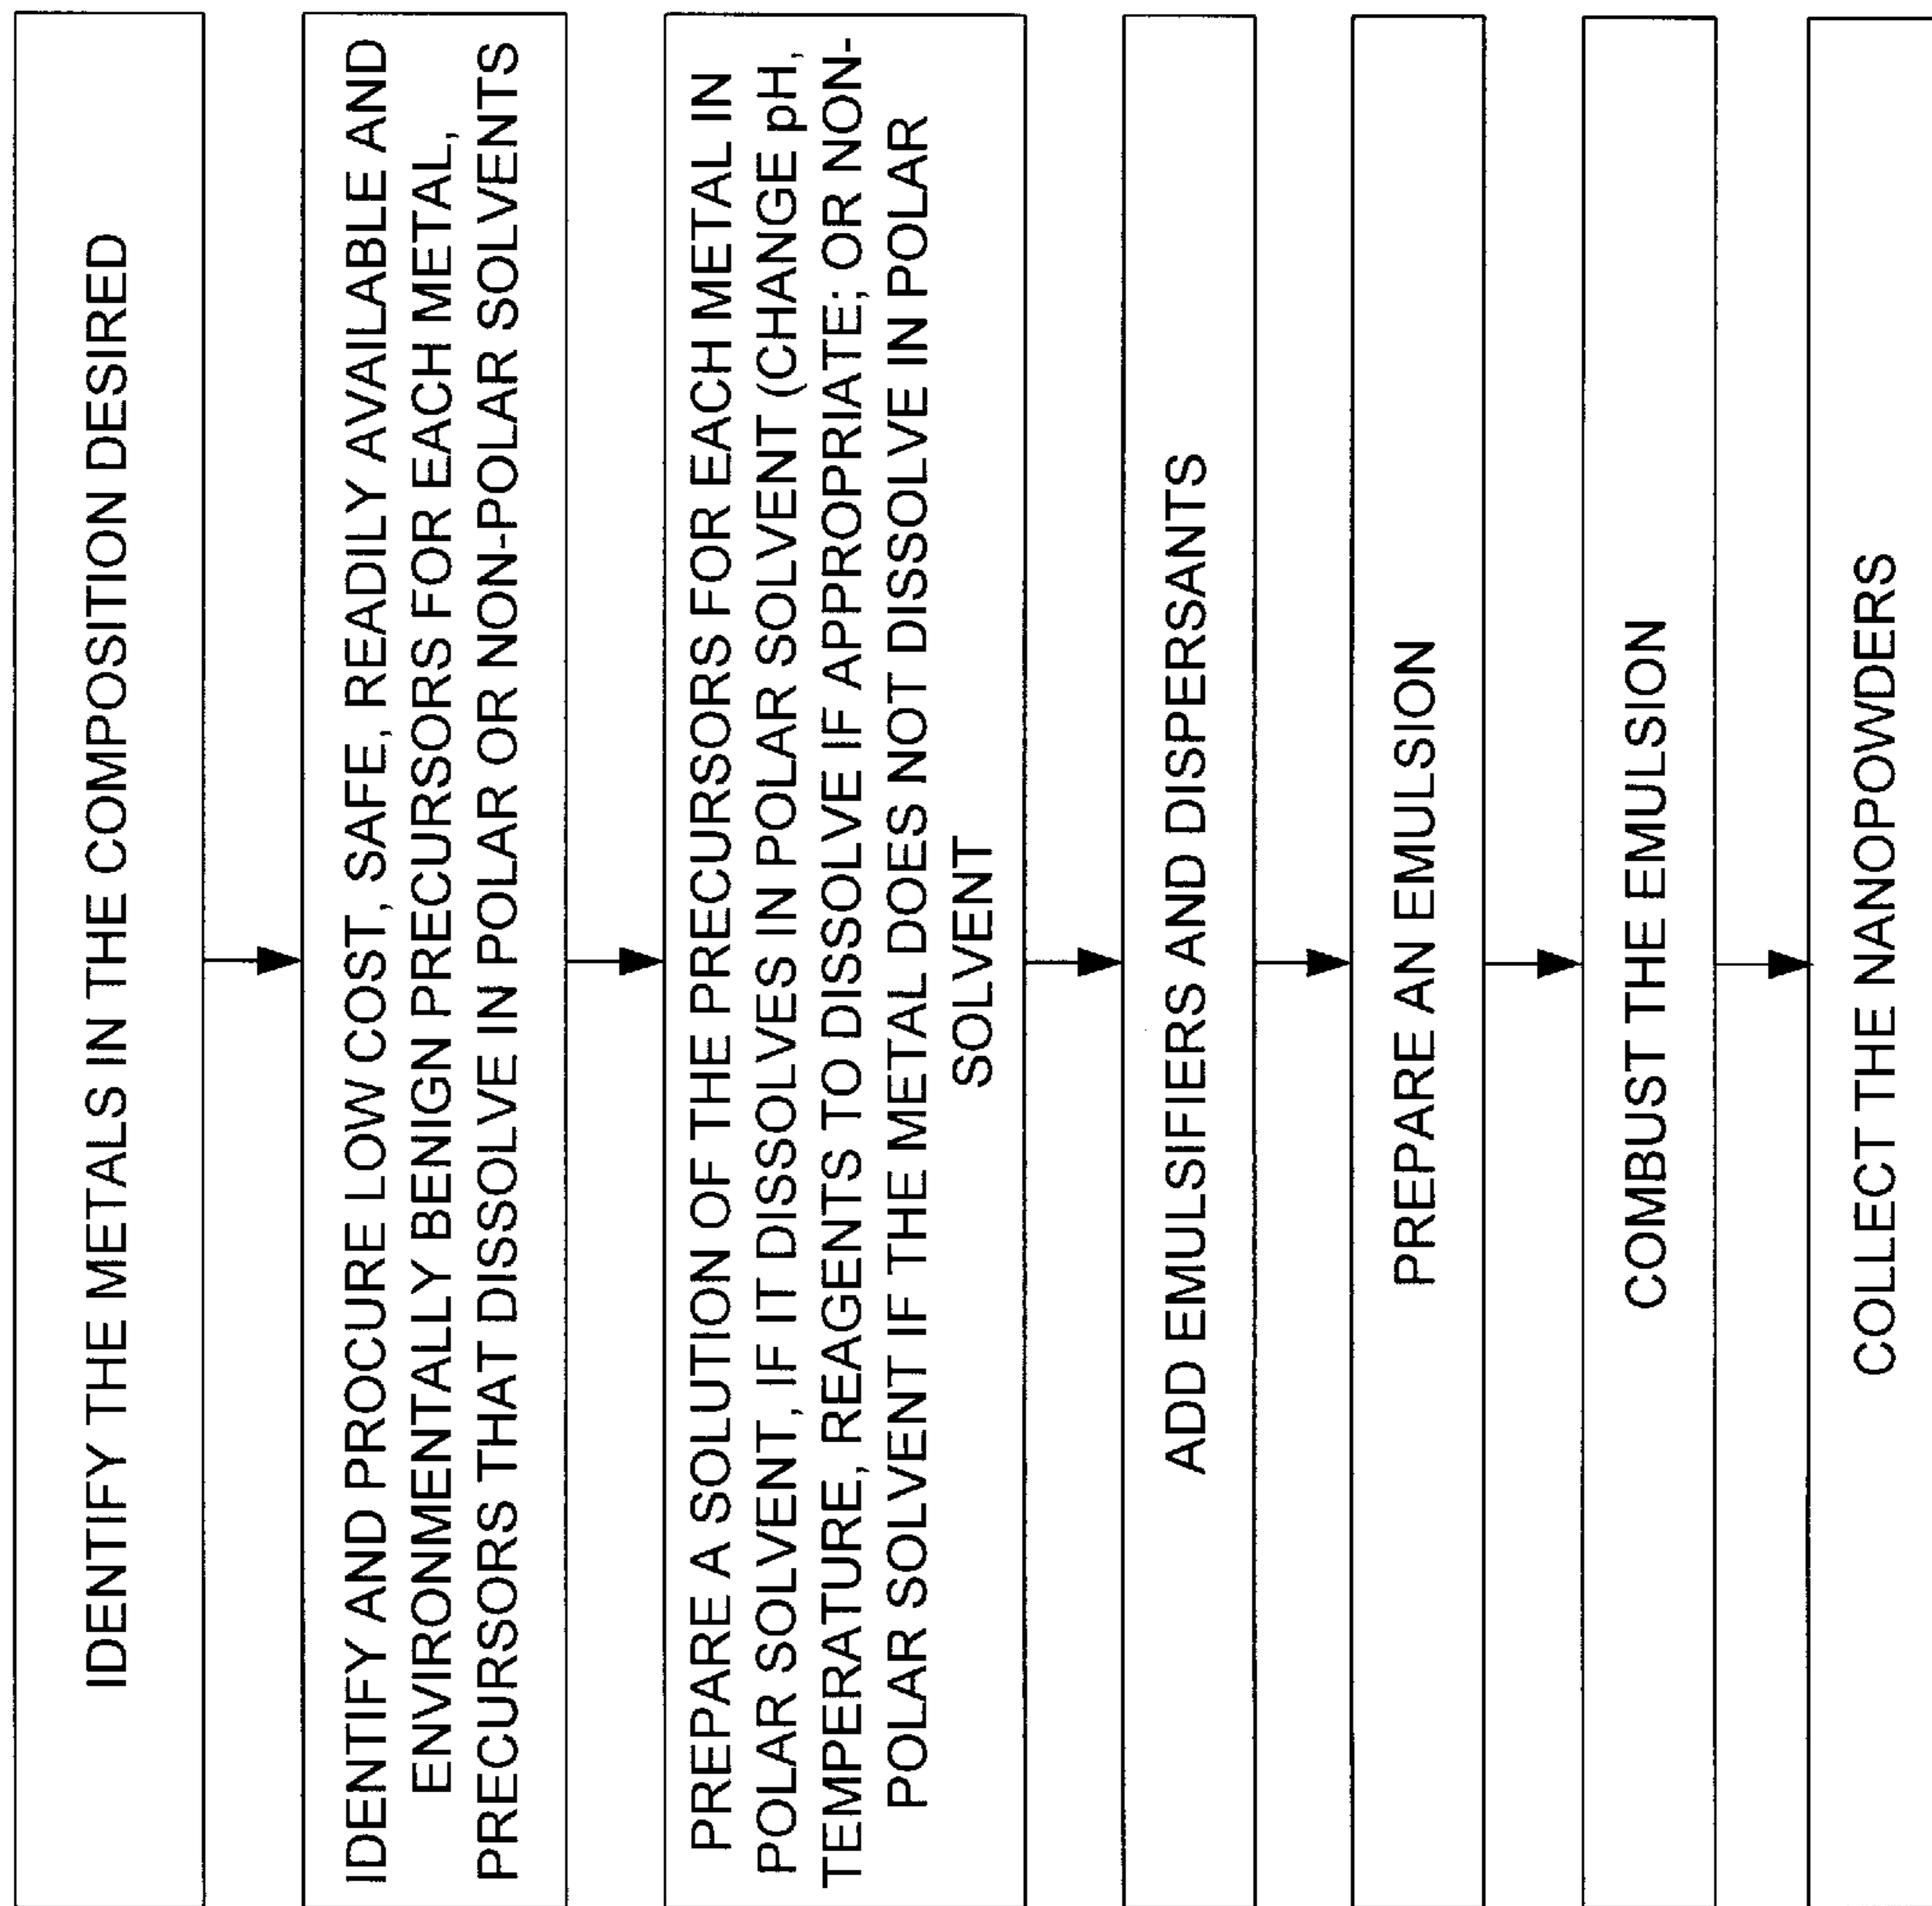 IDENTIFY THE METALS IN THE COMPOSITION DESIRED
IDENTIFY AND PROCURE LOW COST, SAFE, READILY AVAILABLE AND
ENVIRONMENTALLY BENIGN PRECURSORS FOR EACH METAL,
PRECURSORS THAT DISSOLVE IN POLAR OR NON-POLAR SOLVENTS
PREPARE A SOLUTION OF THE PRECURSORS FOR EACH METAL IN
POLAR SOLVENT, IF IT DISSOLVES IN POLAR SOLVENT (CHANGE pH,
TEMPERATURE, REAGENTS TO DISSOLVE IF APPROPRIATE; OR NON-
POLAR SOLVENT IF THE METAL DOES NOT DISSOLVE IN POLAR
SOLVENT
ADD EMULSIFIERS AND DISPERSANTS
PREPARE AN EMULSION
COMBUST THE EMULSION
COLLECT THE NANOPOWDERS